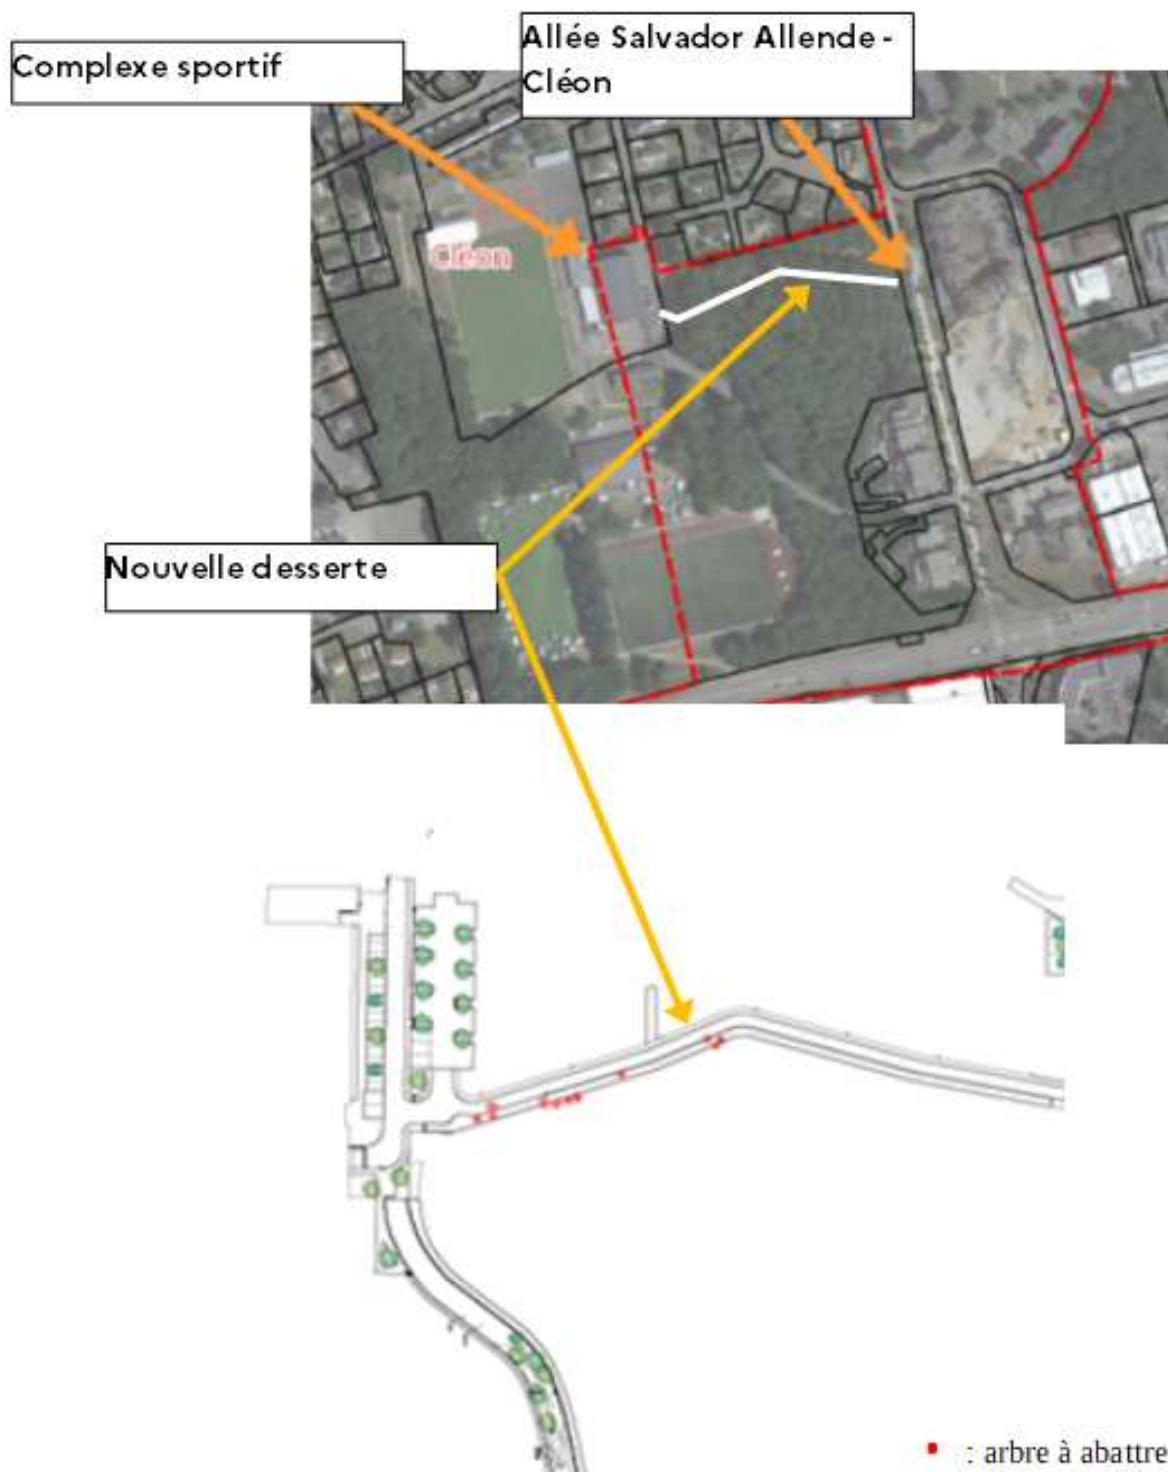 Allée Salvador Allende -
Cléon
Complexe sportif
Cléon
Nouvelle desserte
: arbre à abattre